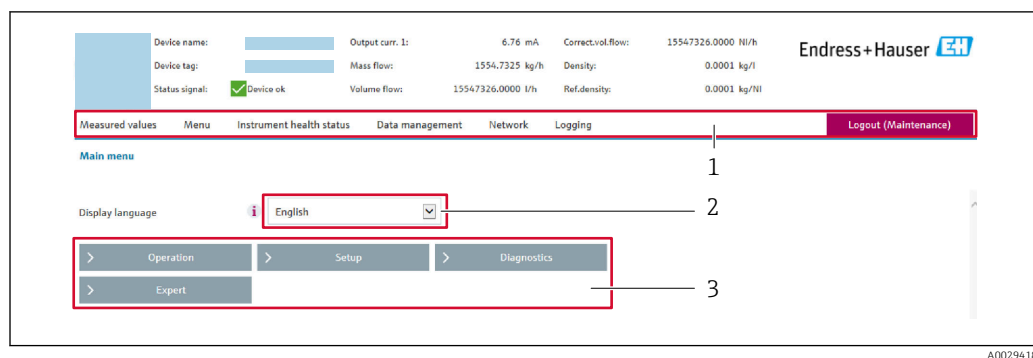 Device name: Output curr. 1: 6.76 mA Correct.vol.flow: 15547326.0000 Nl/h
Endress+Hauser EH
Device tag: Mass flow: 1554.7325 kg/h Density: 0.0001 kg/l
Status signal: Device ok Volume flow: 15547326.0000 l/h Ref.density: 0.0001 kg/Nl
Measured values Menu Instrument health status Data management Network Logging Logout (Maintenance)
1
Main menu
Display language i English 2
> Operation > Setup > Diagnostics
> Expert 3
A0029418